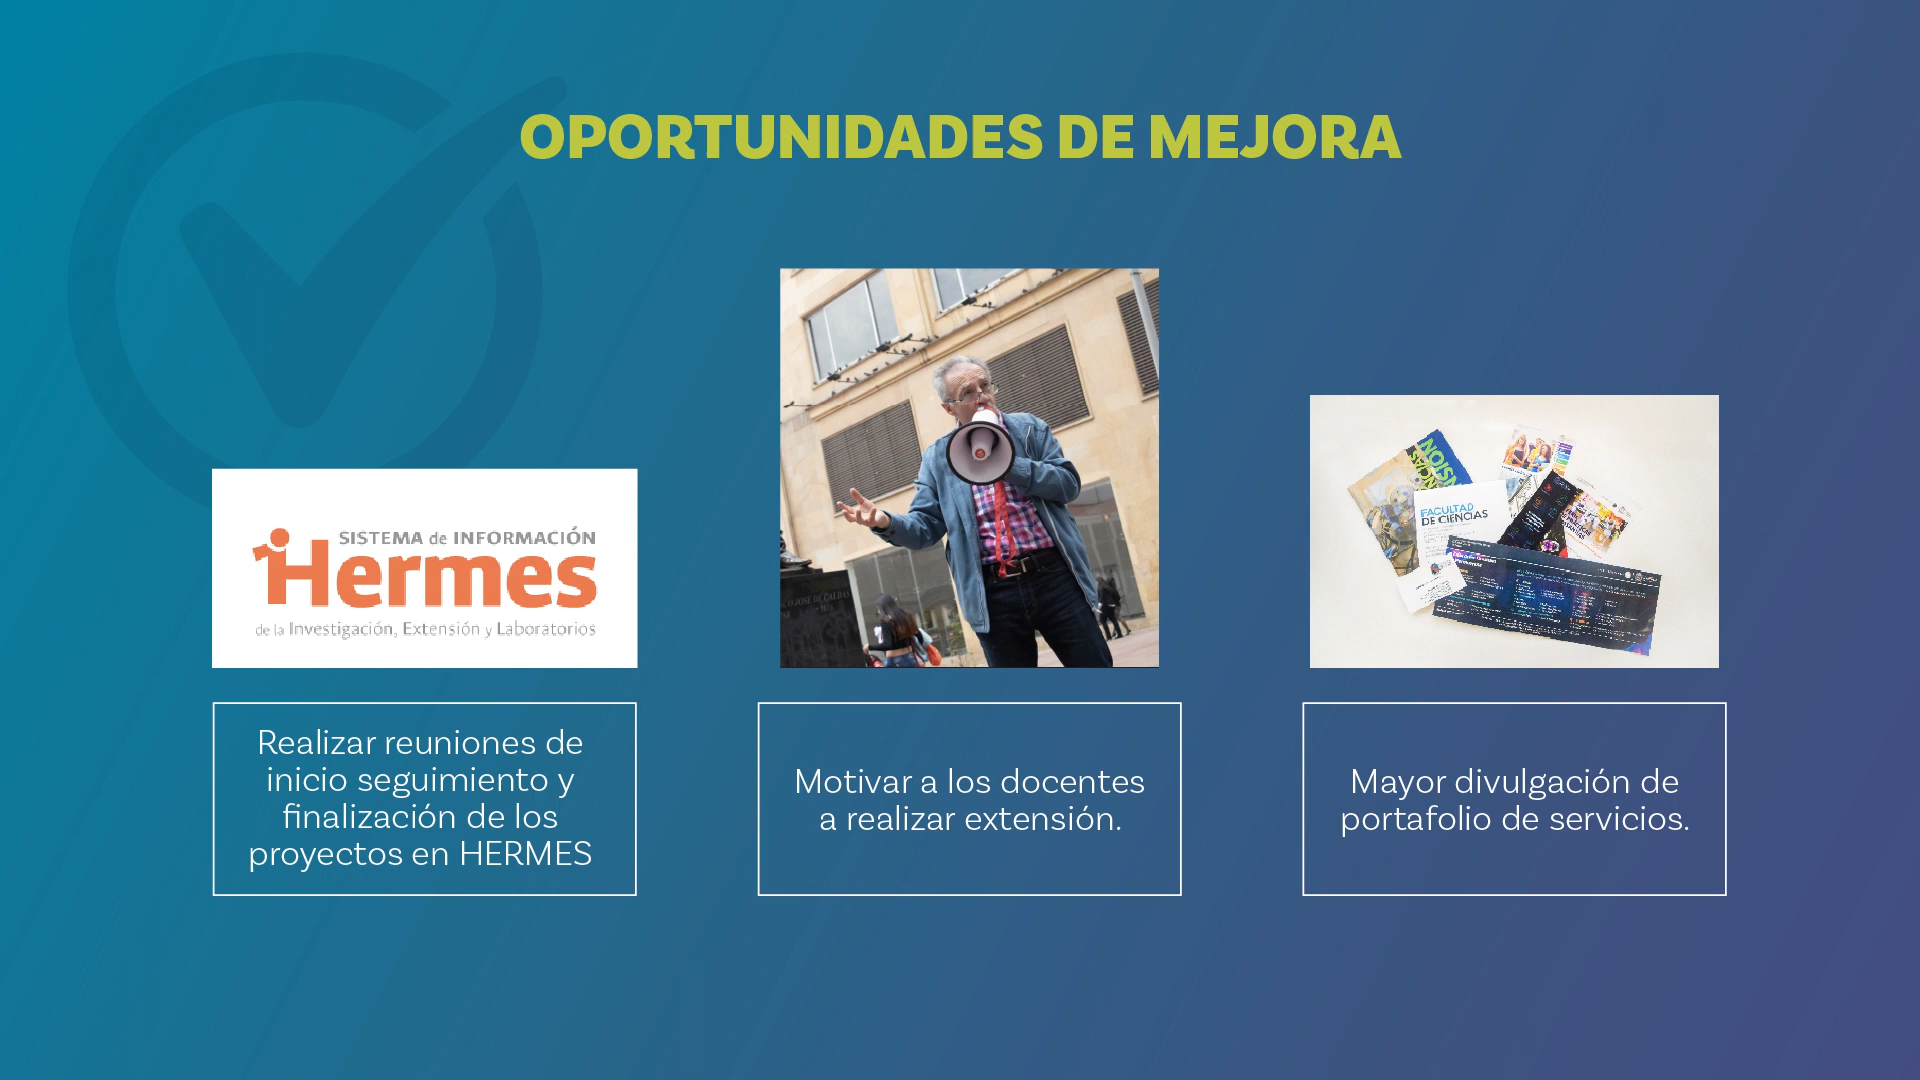 OPORTUNIDADES DE MEJORA
SISTEMA de INFORMACIÓN
Hermes
de la Investigación, Extensión y Laboratorios
Realizar reuniones de
inicio seguimiento y
finalización de los
proyectos en HERMES
Motivar a los docentes
a realizar extensión.
FACULTAD
DE CIENCIAS
Mayor divulgación de
portafolio de servicios.